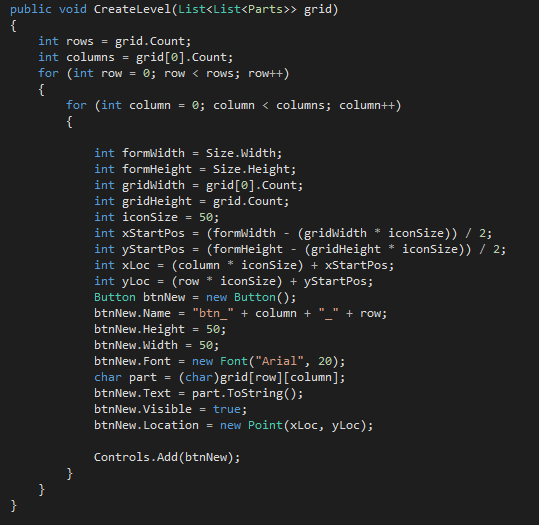 public void CreateLevel(List<List<Parts>> grid)
{
    int rows = grid.Count;
    int columns = grid[0].Count;
    for (int row = 0; row < rows; row++)
    {
        for (int column = 0; column < columns; column++)
        {

            int formWidth = Size.Width;
            int formHeight = Size.Height;
            int gridWidth = grid[0].Count;
            int gridHeight = grid.Count;
            int iconSize = 50;
            int xStartPos = (formWidth - (gridWidth * iconSize)) / 2;
            int yStartPos = (formHeight - (gridHeight * iconSize)) / 2;
            int xLoc = (column * iconSize) + xStartPos;
            int yLoc = (row * iconSize) + yStartPos;
            Button btnNew = new Button();
            btnNew.Name = "btn_" + column + "_" + row;
            btnNew.Height = 50;
            btnNew.Width = 50;
            btnNew.Font = new Font("Arial", 20);
            char part = (char)grid[row][column];
            btnNew.Text = part.ToString();
            btnNew.Visible = true;
            btnNew.Location = new Point(xLoc, yLoc);

            Controls.Add(btnNew);
        }
    }
}